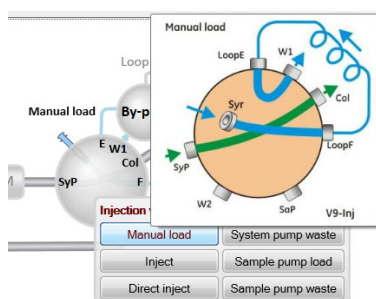 Manual load
LoopE
W1
Syr
Col
SyP
LoopF
W2
SaP
V9-Inj
Loop
Manual load
By-p
E
W1
Col
SyP
F
M
Injection v
Manual load
System pump waste
Inject
Sample pump load
Direct inject
Sample pump waste